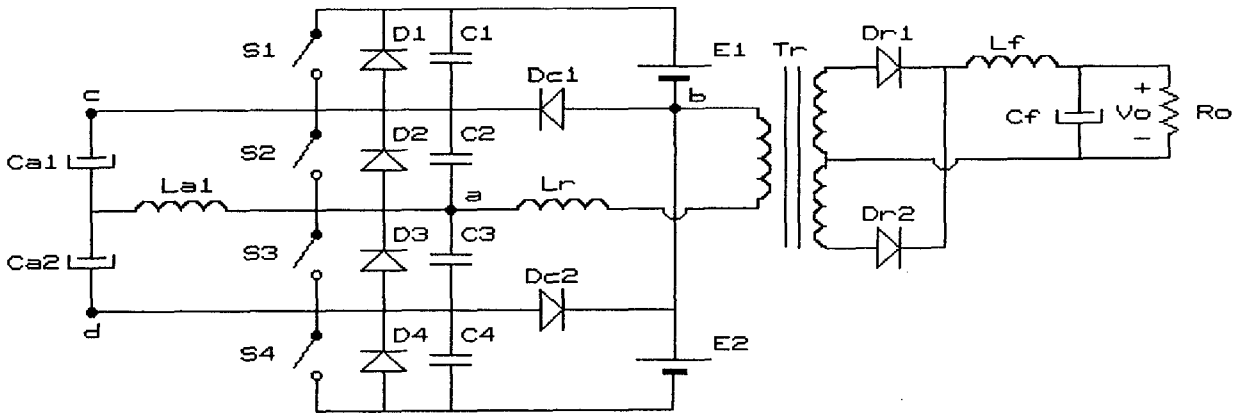 S1
D1
C1
E1
Tr
Dr1
Lf
c
Dc1
b
Ca1
S2
D2
C2
Cf
+
Vo
-
Ro
La1
a
Lr
Ca2
S3
D3
C3
Dc2
Dr2
d
S4
D4
C4
E2